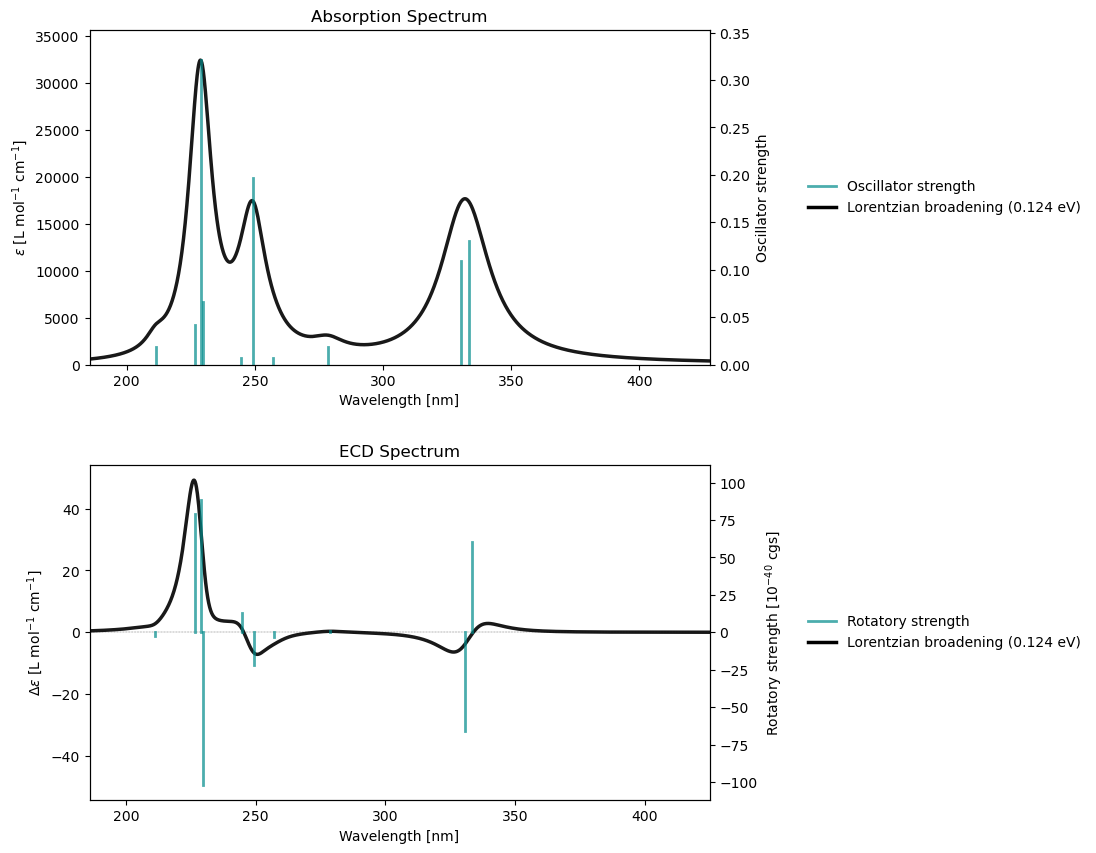 Absorption Spectrum
35000
30000
25000
20000
15000
10000
5000
0
ε [L mol⁻¹ cm⁻¹]
0.35
0.30
0.25
0.20
0.15
0.10
0.05
0.00
Oscillator strength
200 250 300 350 400
Wavelength [nm]
Oscillator strength
Lorentzian broadening (0.124 eV)
ECD Spectrum
40
20
0
−20
−40
Δε [L mol⁻¹ cm⁻¹]
100
75
50
25
0
−25
−50
−75
−100
Rotatory strength [10⁻⁴⁰ cgs]
200 250 300 350 400
Wavelength [nm]
Rotatory strength
Lorentzian broadening (0.124 eV)